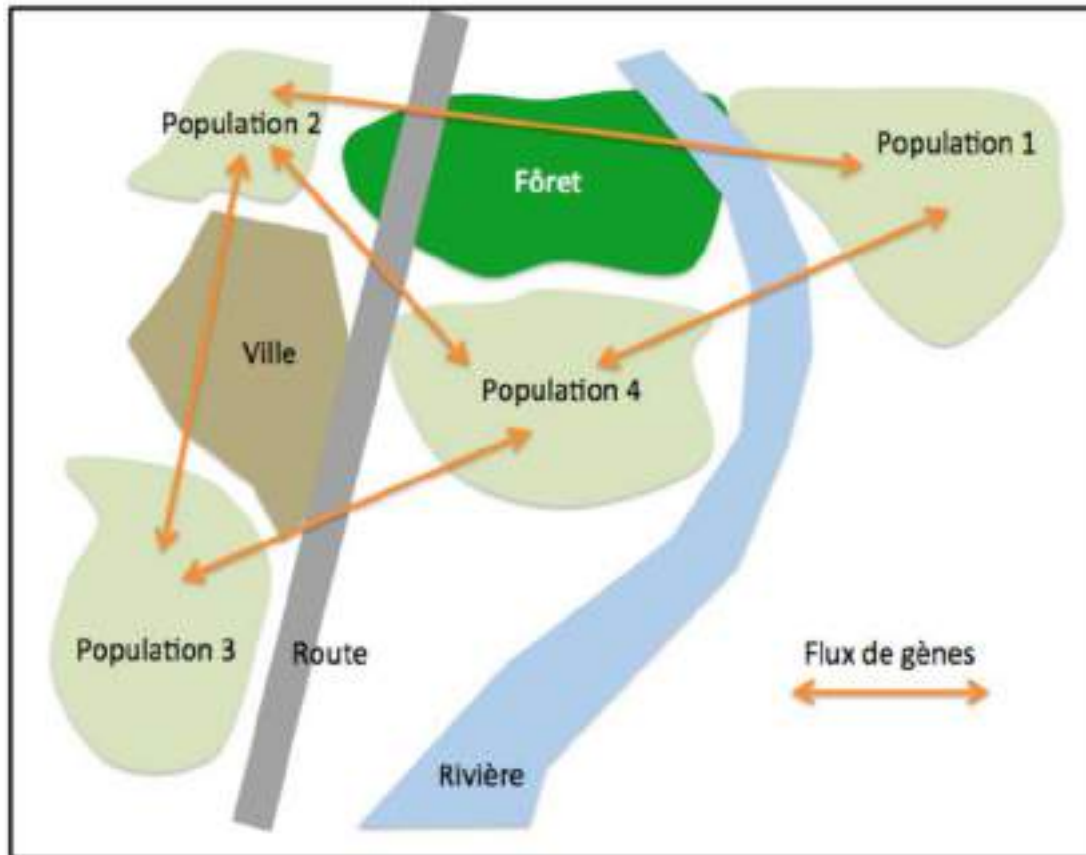 Population 2
Population 1
Fôret
Ville
Population 4
Population 3
Route
Flux de gènes
Rivière